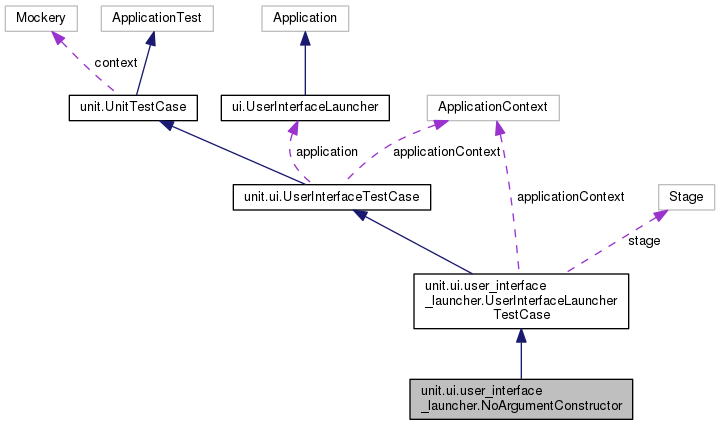 Mockery
ApplicationTest
Application
context
unit.UnitTestCase
ui.UserInterfaceLauncher
ApplicationContext
application
applicationContext
unit.ui.UserInterfaceTestCase
applicationContext
Stage
stage
unit.ui.user_interface
_launcher.UserInterfaceLauncher
TestCase
unit.ui.user_interface
_launcher.NoArgumentConstructor